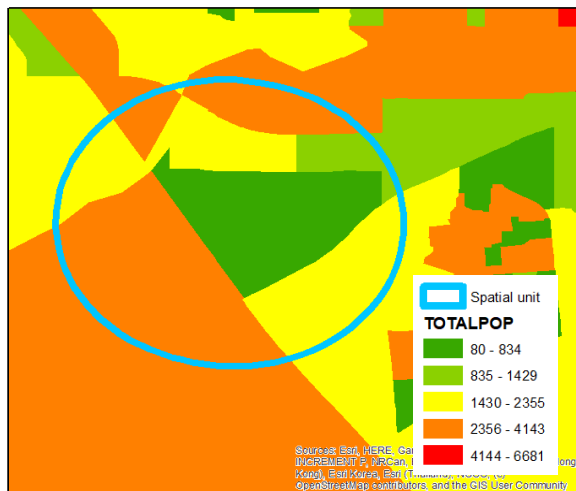 Spatial unit
TOTALPOP
80 - 834
835 - 1429
1430 - 2355
2356 - 4143
4144 - 6681
Sources: Esri, HERE,
INCREMENT P, NRCan,
Kong), Esri Korea, Esri (Thailand), (c)
OpenStreetMap contributors, and the GIS User Community